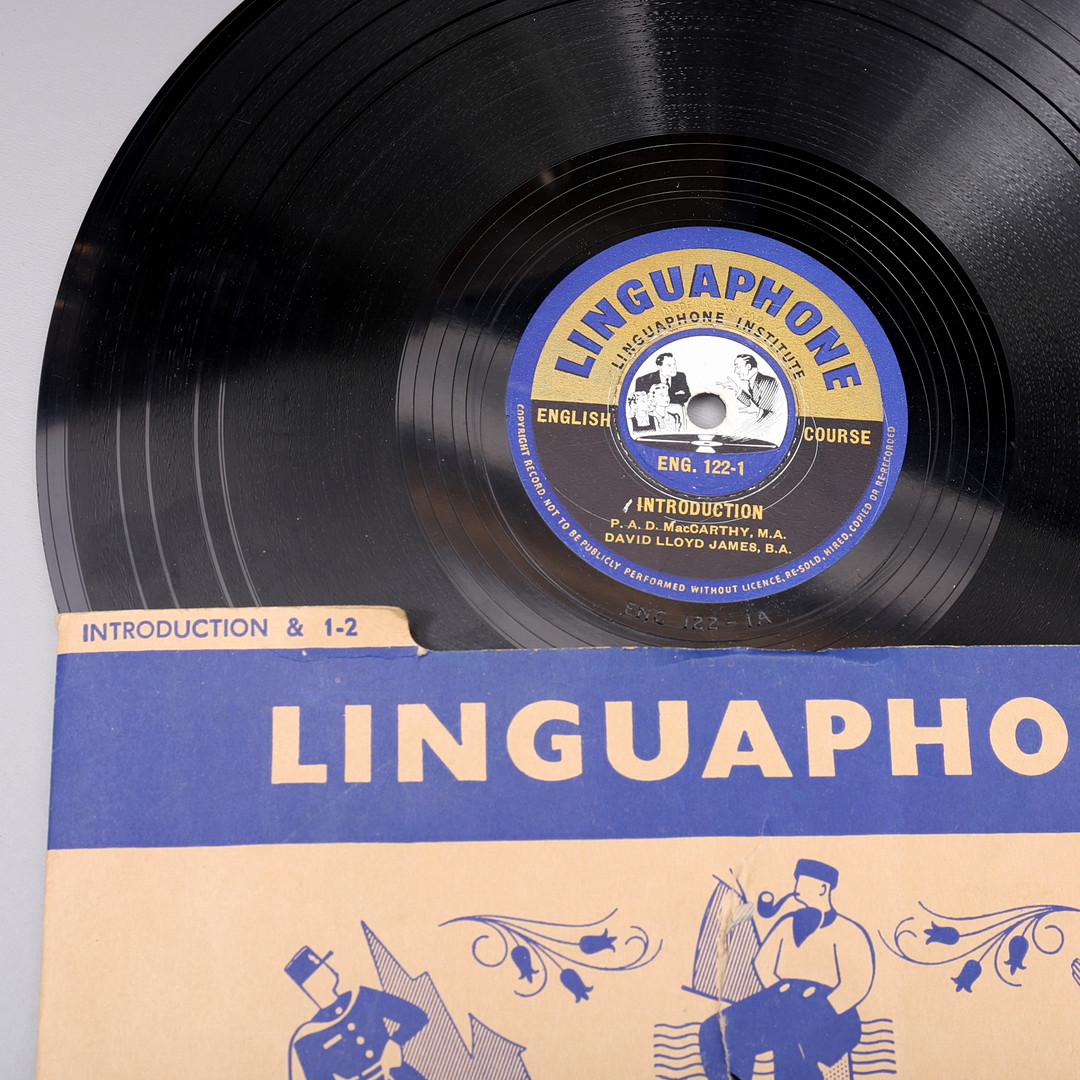 LINGUAPHONE
LINGUAPHONE INSTITUTE
ENGLISH COURSE
ENG. 122-1
INTRODUCTION
P. A. D. MacCARTHY, M.A.
DAVID LLOYD JAMES, B.A.
COPYRIGHT RECORD. NOT TO BE PUBLICLY PERFORMED WITHOUT LICENCE, RE-SOLD, HIRED, COPIED OR RE-RECORDED
ENG 122-1A
INTRODUCTION & 1-2
LINGUAPHO